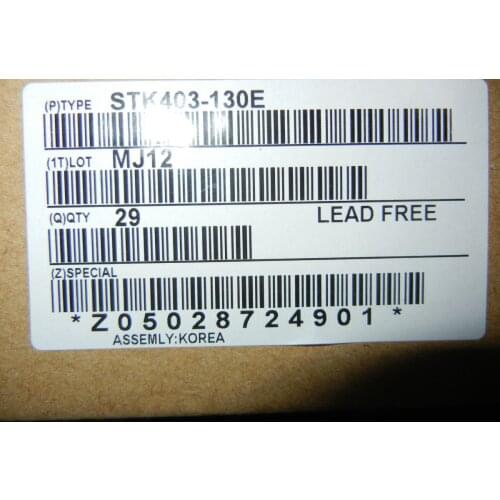 (P)TYPE STK403-130E
(1T)LOT MJ12
(Q)QTY 29 LEAD FREE
(Z)SPECIAL
*Z05028724901*
ASSEMLY:KOREA